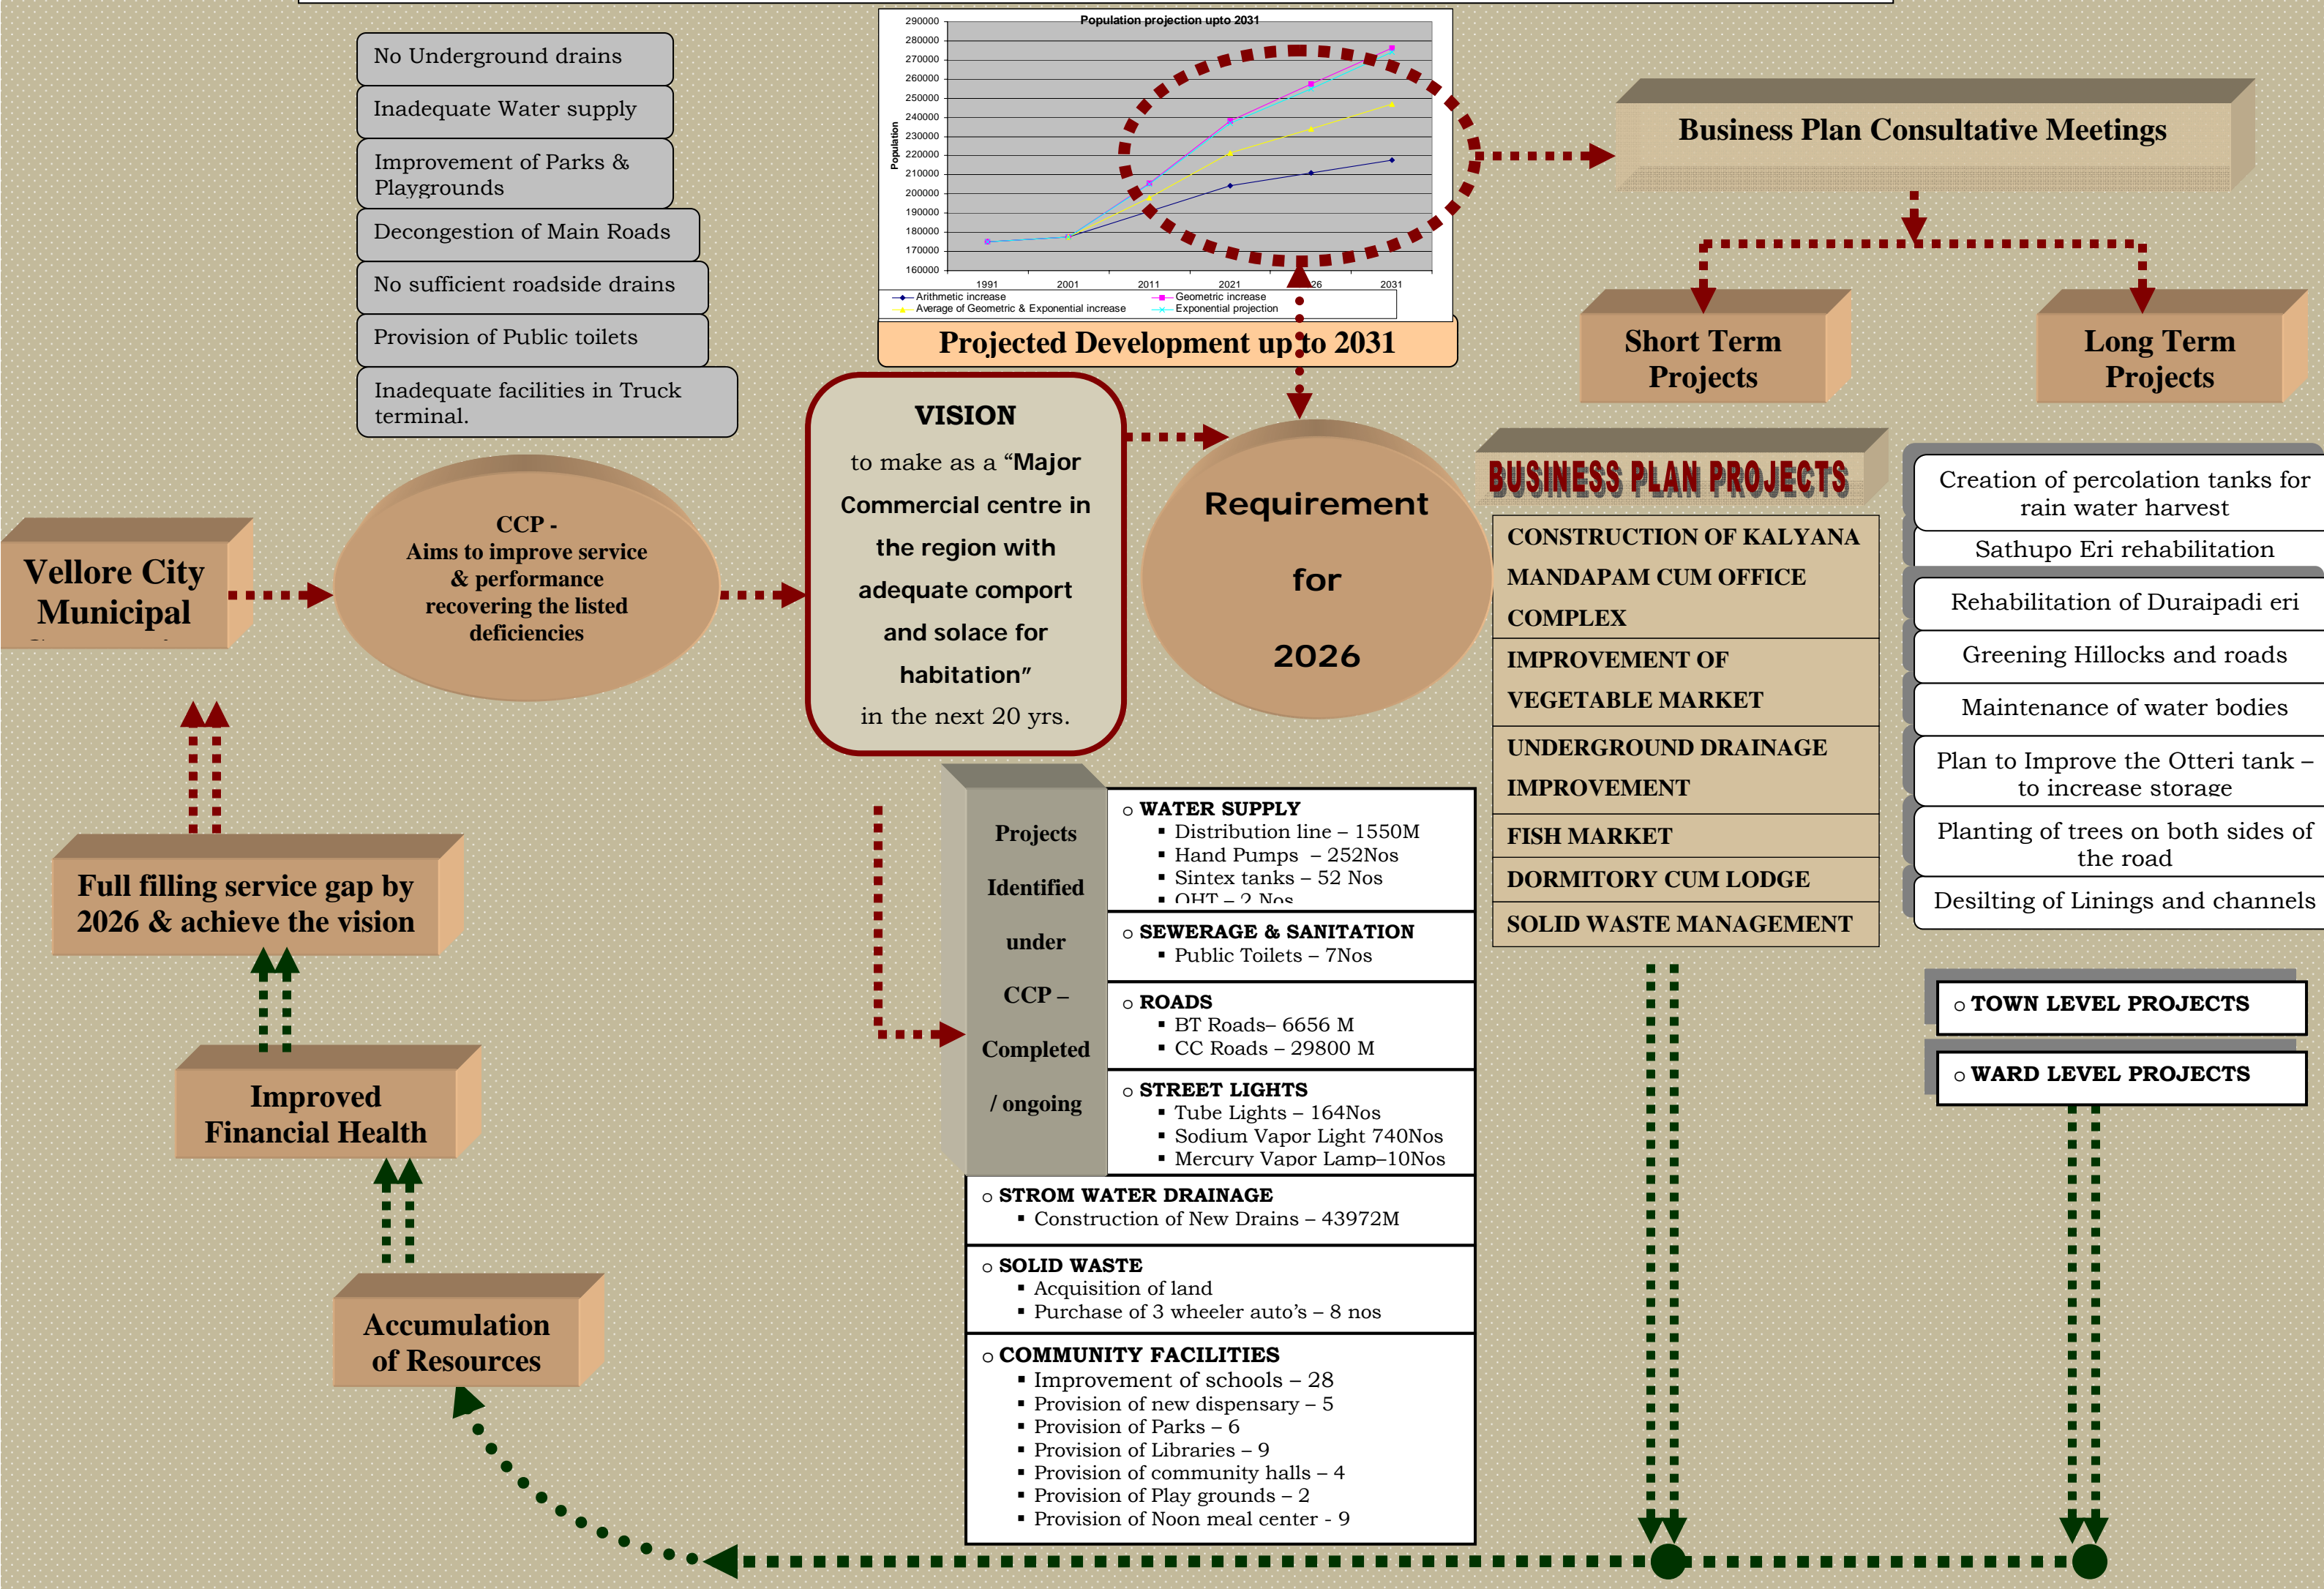 No Underground drains
Inadequate Water supply
Improvement of Parks &
Playgrounds
Decongestion of Main Roads
No sufficient roadside drains
Provision of Public toilets
Inadequate facilities in Truck
terminal.
Population projection upto 2031
Population
290000
280000
270000
260000
250000
240000
230000
220000
210000
200000
190000
180000
170000
160000
1991 2001 2011 2021 26 2031
Arithmetic increase Geometric increase
Average of Geometric & Exponential increase Exponential projection
Projected Development up to 2031
Business Plan Consultative Meetings
Short Term
Projects
Long Term
Projects
Vellore City
Municipal
CCP -
Aims to improve service
& performance
recovering the listed
deficiencies
VISION
to make as a “Major
Commercial centre in
the region with
adequate comport
and solace for
habitation”
in the next 20 yrs.
Requirement
for
2026
BUSINESS PLAN PROJECTS
CONSTRUCTION OF KALYANA
MANDAPAM CUM OFFICE
COMPLEX
IMPROVEMENT OF
VEGETABLE MARKET
UNDERGROUND DRAINAGE
IMPROVEMENT
FISH MARKET
DORMITORY CUM LODGE
SOLID WASTE MANAGEMENT
Creation of percolation tanks for
rain water harvest
Sathupo Eri rehabilitation
Rehabilitation of Duraipadi eri
Greening Hillocks and roads
Maintenance of water bodies
Plan to Improve the Otteri tank –
to increase storage
Planting of trees on both sides of
the road
Desilting of Linings and channels
o TOWN LEVEL PROJECTS
o WARD LEVEL PROJECTS
Projects
Identified
under
CCP –
Completed
/ ongoing
o WATER SUPPLY
▪ Distribution line – 1550M
▪ Hand Pumps – 252Nos
▪ Sintex tanks – 52 Nos
▪ OHT – 2 Nos
o SEWERAGE & SANITATION
▪ Public Toilets – 7Nos
o ROADS
▪ BT Roads– 6656 M
▪ CC Roads – 29800 M
o STREET LIGHTS
▪ Tube Lights – 164Nos
▪ Sodium Vapor Light 740Nos
▪ Mercury Vapor Lamp–10Nos
o STROM WATER DRAINAGE
▪ Construction of New Drains – 43972M
o SOLID WASTE
▪ Acquisition of land
▪ Purchase of 3 wheeler auto’s – 8 nos
o COMMUNITY FACILITIES
▪ Improvement of schools – 28
▪ Provision of new dispensary – 5
▪ Provision of Parks – 6
▪ Provision of Libraries – 9
▪ Provision of community halls – 4
▪ Provision of Play grounds – 2
▪ Provision of Noon meal center - 9
Full filling service gap by
2026 & achieve the vision
Improved
Financial Health
Accumulation
of Resources